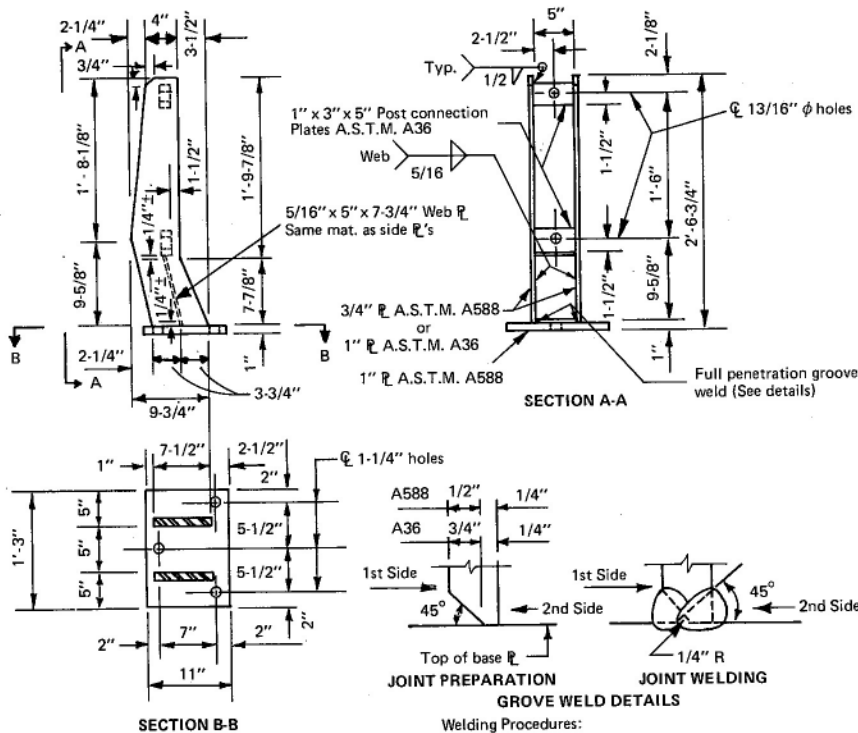 4"
2-1/4"
3-1/2"
A
3/4"
1'-8-1/8"
1-1/2"
1'-9-7/8"
1/4"±
5/16" x 5" x 7-3/4" Web ℄
Same mat. as side ℄'s
9-5/8"
1/4"±
7-7/8"
B
B
1"
2-1/4"
A
3-3/4"
9-3/4"
5"
2-1/2"
2-1/8"
Typ.
1/2
1" x 3" x 5" Post connection
Plates A.S.T.M. A36
℄ 13/16" ϕ holes
Web
5/16
1-1/2"
1'-6"
2'-6-3/4"
1-1/2"
9-5/8"
3/4" ℄ A.S.T.M. A588
or
1" ℄ A.S.T.M. A36
1" ℄ A.S.T.M. A588
1"
Full penetration groove
weld (See details)
SECTION A-A
7-1/2"
2-1/2"
1"
2"
℄ 1-1/4" holes
5"
5-1/2"
1'-3"
5"
5-1/2"
5"
2"
2"
7"
2"
11"
SECTION B-B
A588
1/2"
1/4"
A36
3/4"
1/4"
1st Side
45°
2nd Side
Top of base ℄
JOINT PREPARATION
1st Side
45°
2nd Side
1/4" R
JOINT WELDING
GROVE WELD DETAILS
Welding Procedures: